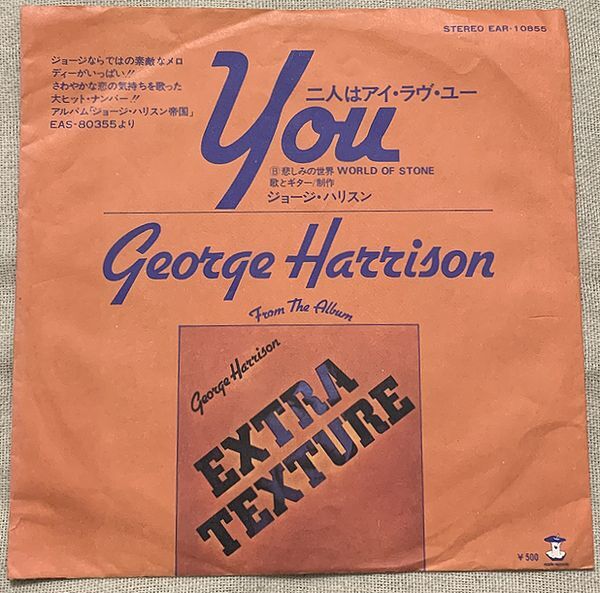 STEREO EAR-10855
ジョージならではの素敵なメロ
ディーがいっぱい!!
さわやかな恋の気持ちを歌った
大ヒット・ナンバー!!
アルバム「ジョージ・ハリスン帝国」
EAS-80355より
You
二人はアイ・ラヴ・ユー
Ⓑ悲しみの世界 WORLD OF STONE
歌とギター/制作
ジョージ・ハリスン
George Harrison
From The Album
George Harrison
EXTRA
TEXTURE
¥500